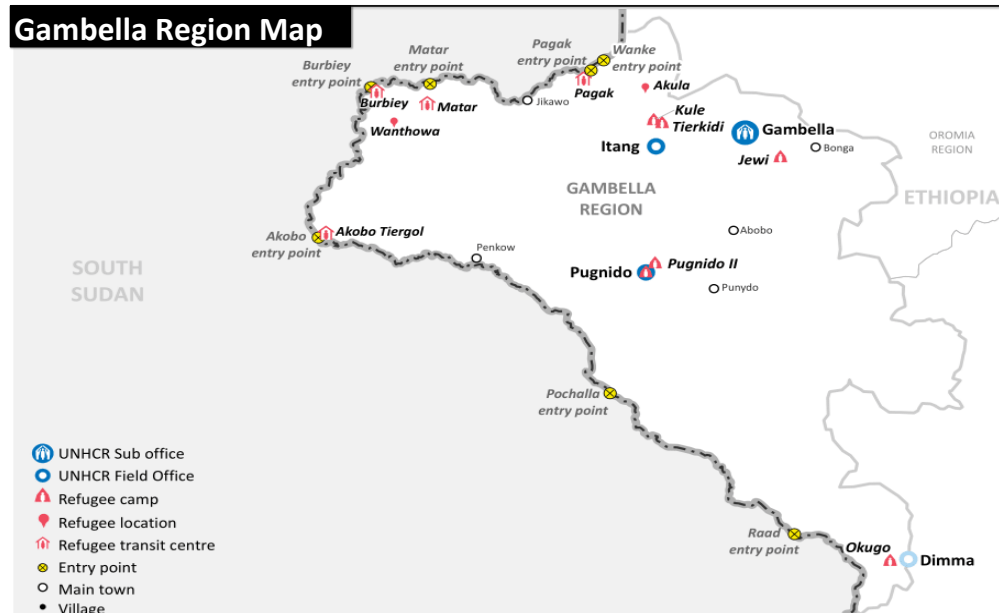 Gambella Region Map
Pagak
entry point
Wanke
entry point
Matar
entry point
Burbiey
entry point
Burbiey
Matar
Wanthowa
Jikawo
Pagak
Akula
Kule
Tierkidi
Itang
Gambella
Jewi
Bonga
OROMIA
REGION
ETHIOPIA
GAMBELLA
REGION
Akobo
entry point
Akobo Tiergol
Penkow
Abobo
Pugnido
Pugnido II
Punydo
SOUTH
SUDAN
Pochalla
entry point
Raad
entry point
Okugo
Dimma
UNHCR Sub office
UNHCR Field Office
Refugee camp
Refugee location
Refugee transit centre
Entry point
Main town
Village